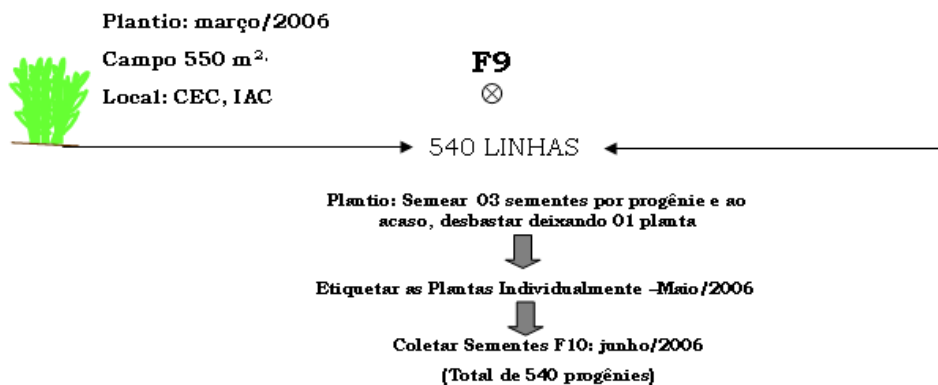 Plantio: março/2006
Campo 550 m².
Local: CEC, IAC
F9
540 LINHAS
Plantio: Semear 03 sementes por progênie e ao
acaso, desbastar deixando 01 planta
Etiquetar as Plantas Individualmente –Maio/2006
Coletar Sementes F10: junho/2006
(Total de 540 progênies)